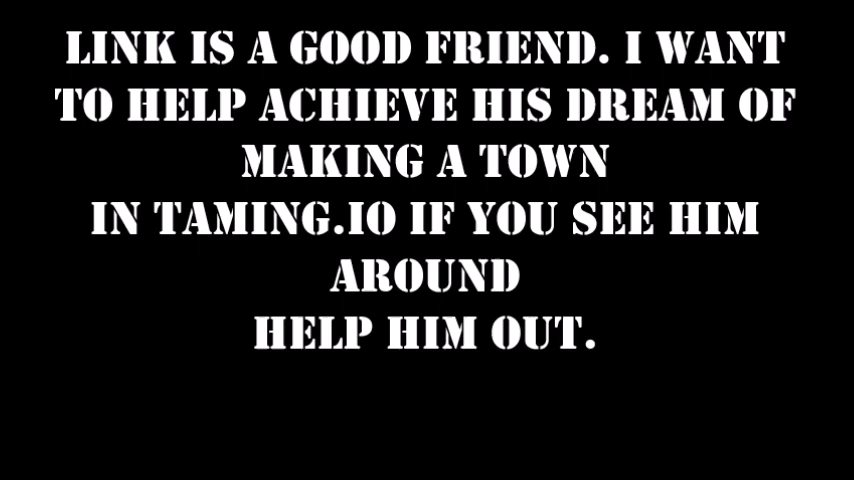 LINK IS A GOOD FRIEND. I WANT
TO HELP ACHIEVE HIS DREAM OF
MAKING A TOWN
IN TAMING.IO IF YOU SEE HIM
AROUND
HELP HIM OUT.